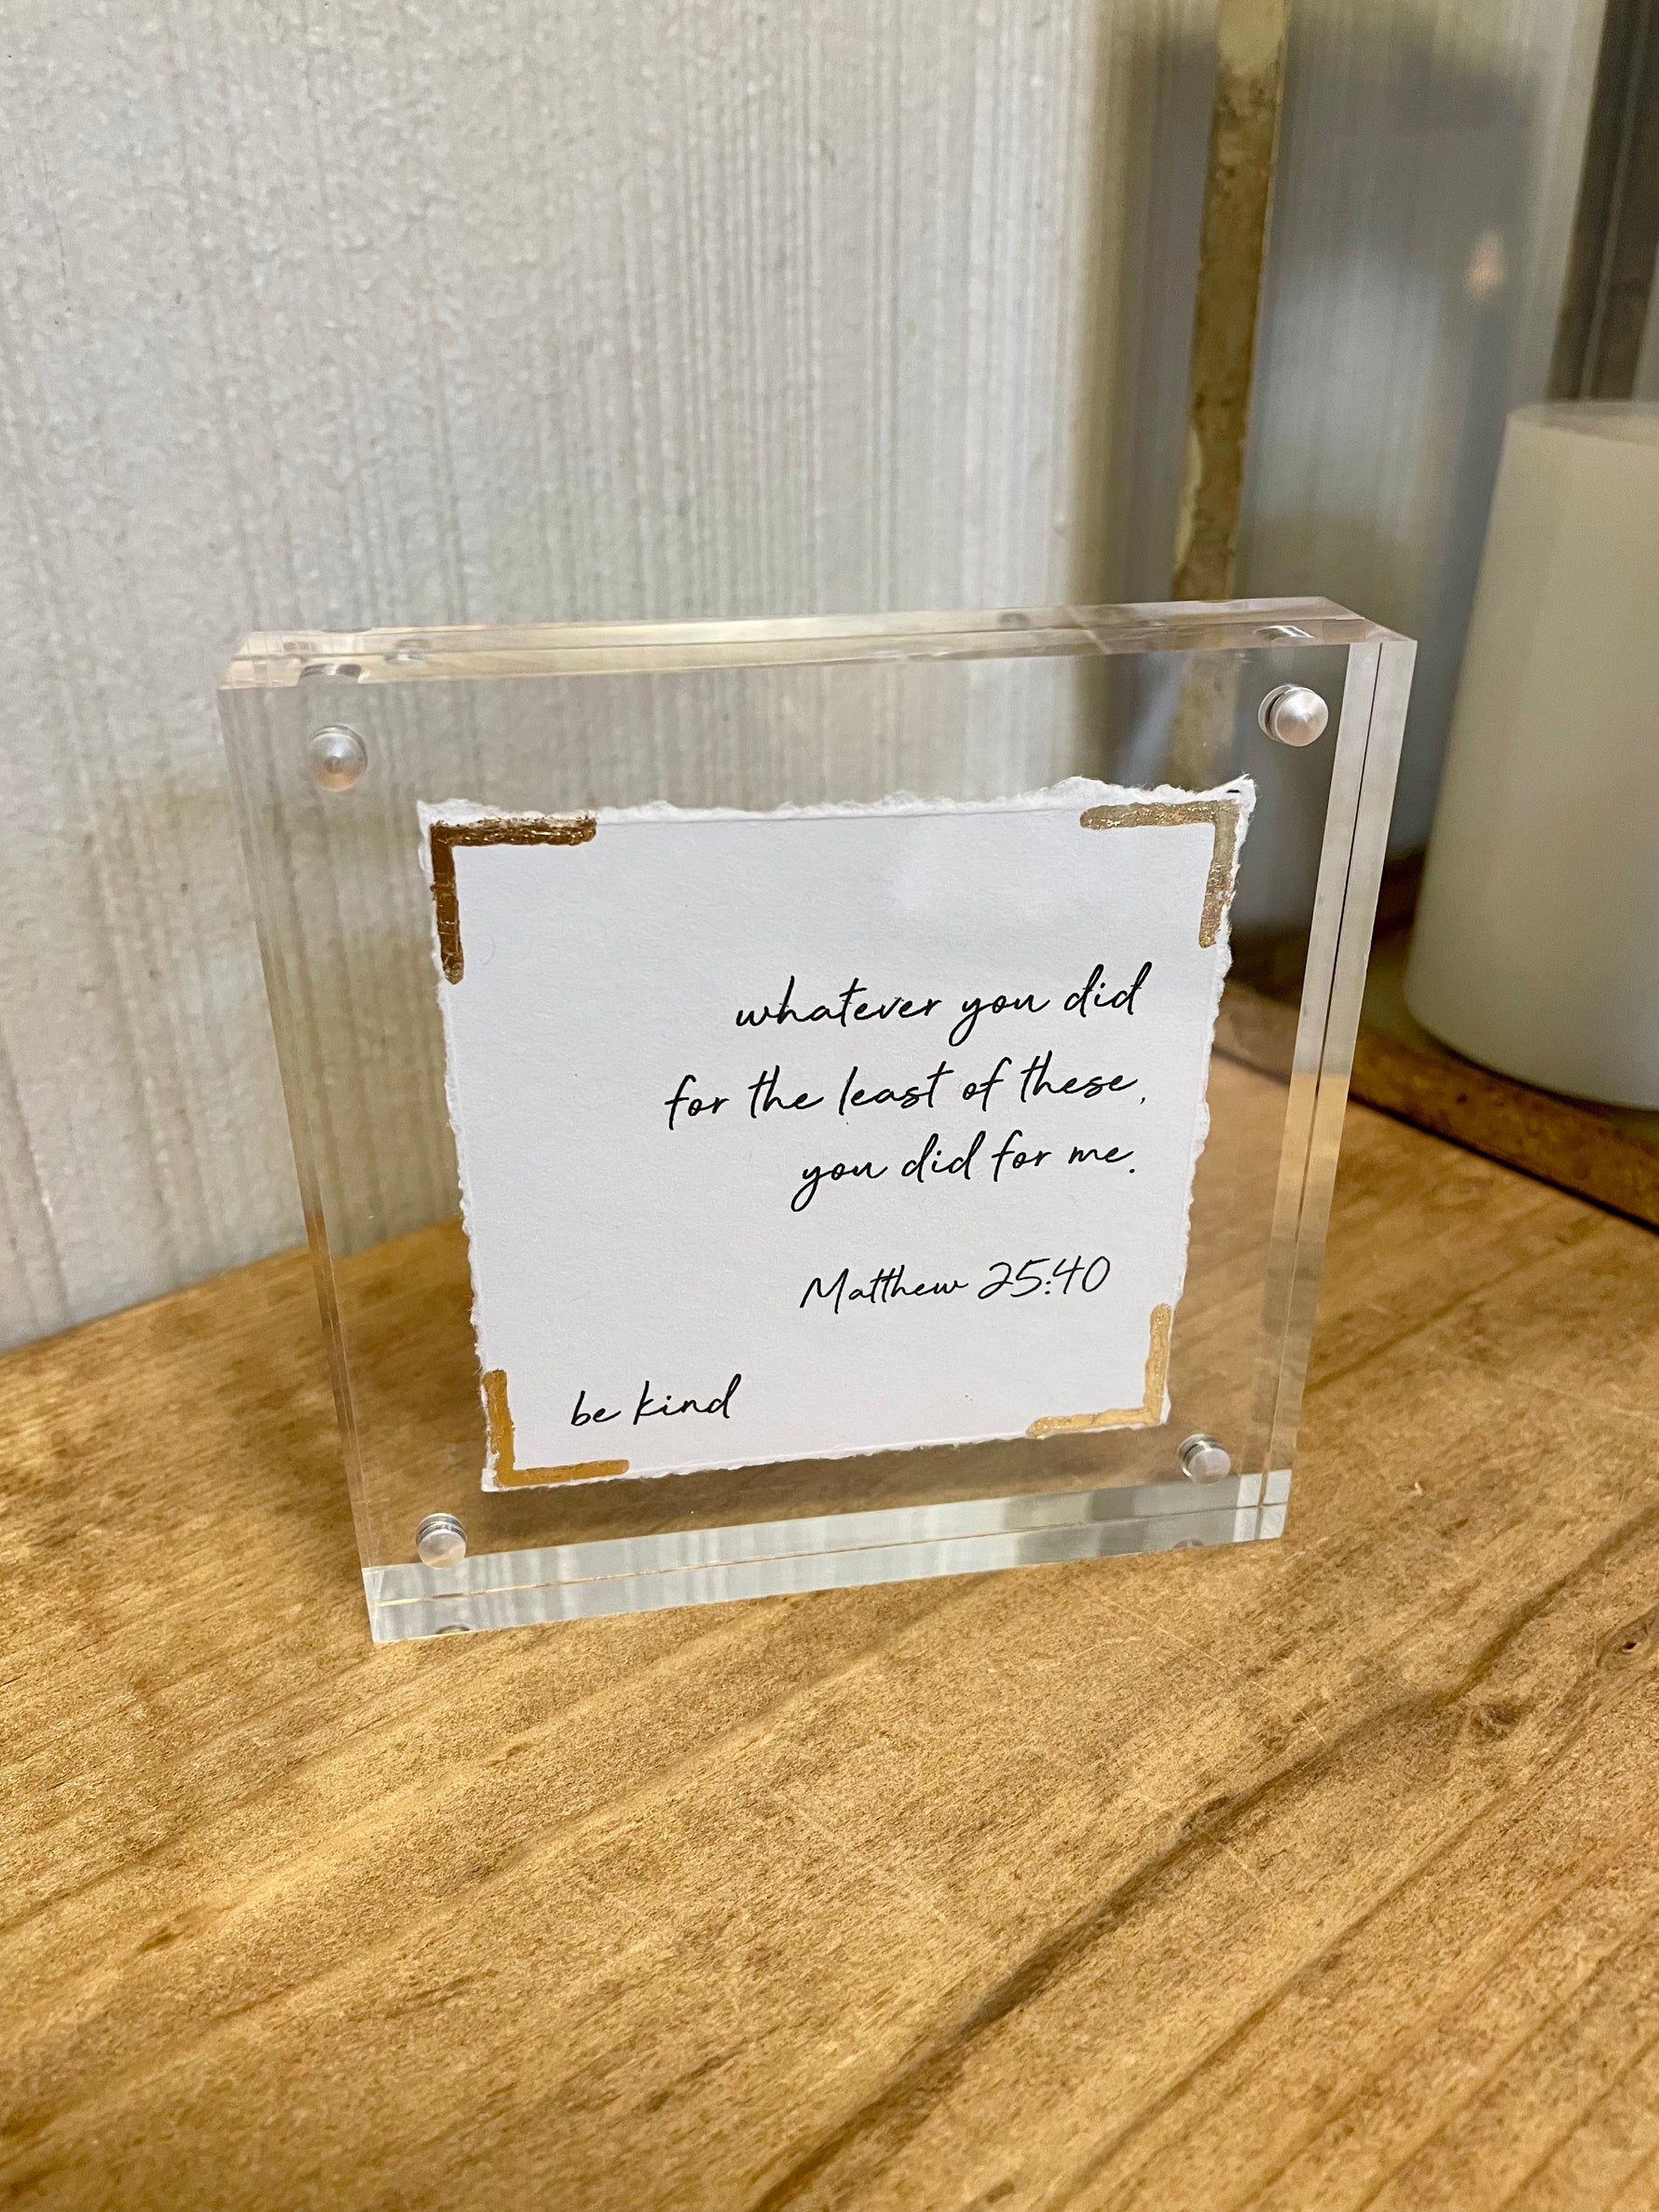 whatever you did
for the least of these,
you did for me.
Matthew 25:40
be kind